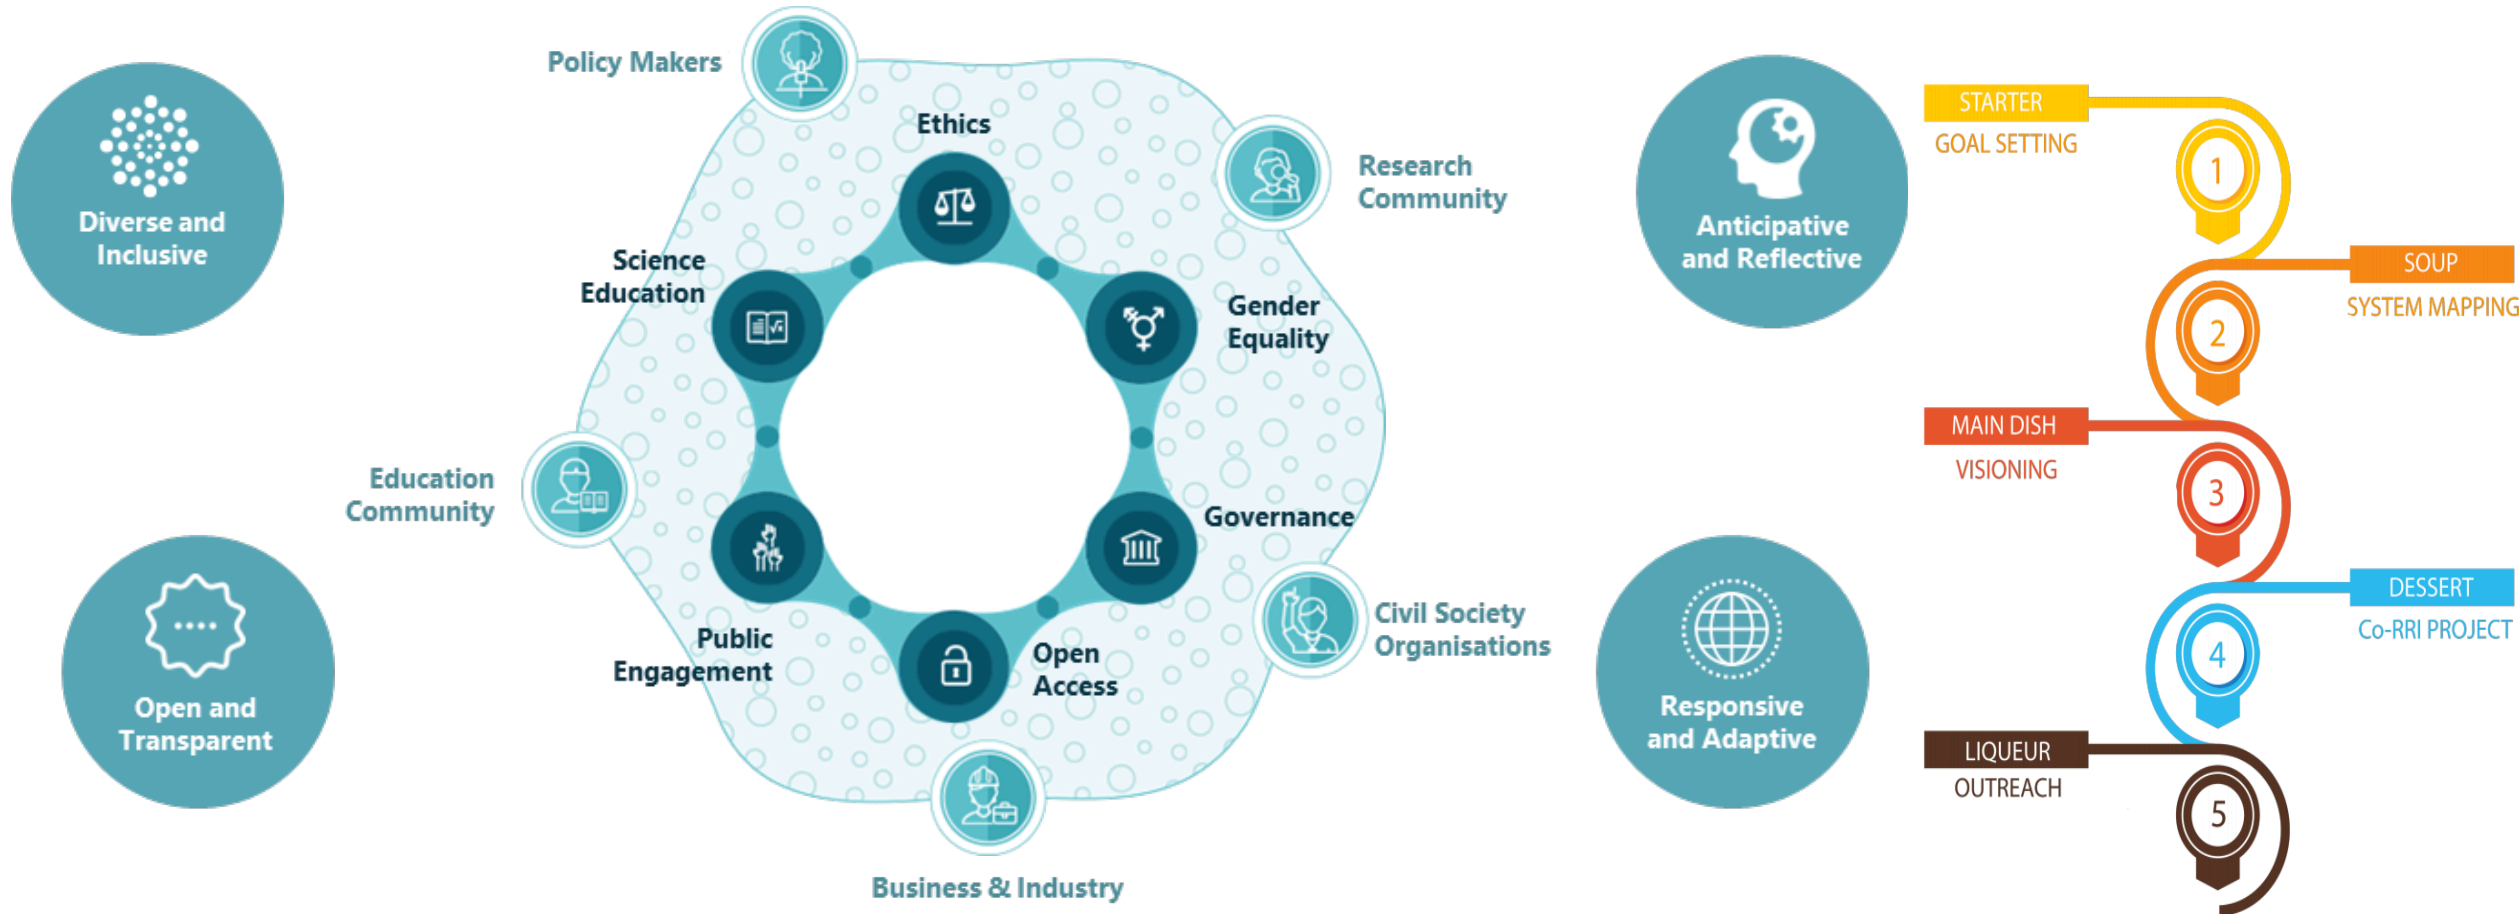 Diverse and
Inclusive
Open and
Transparent
Policy Makers
Research
Community
Civil Society
Organisations
Business & Industry
Education
Community
Ethics
Gender
Equality
Governance
Open
Access
Public
Engagement
Science
Education
√x
Anticipative
and Reflective
Responsive
and Adaptive
STARTER
GOAL SETTING
1
SOUP
SYSTEM MAPPING
2
MAIN DISH
VISIONING
3
DESSERT
Co-RRI PROJECT
4
LIQUEUR
OUTREACH
5